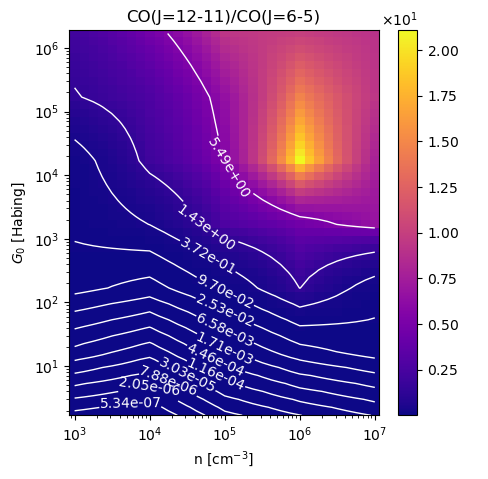 CO(J=12-11)/CO(J=6-5)
×10¹
10⁶
10⁵
10⁴
10³
10²
10¹
G₀ [Habing]
5.49e+00
1.43e+00
3.72e-01
9.70e-02
2.53e-02
6.58e-03
1.71e-03
4.46e-04
1.16e-04
3.03e-05
7.88e-06
2.05e-06
5.34e-07
10³
10⁴
10⁵
10⁶
10⁷
n [cm⁻³]
2.00
1.75
1.50
1.25
1.00
0.75
0.50
0.25